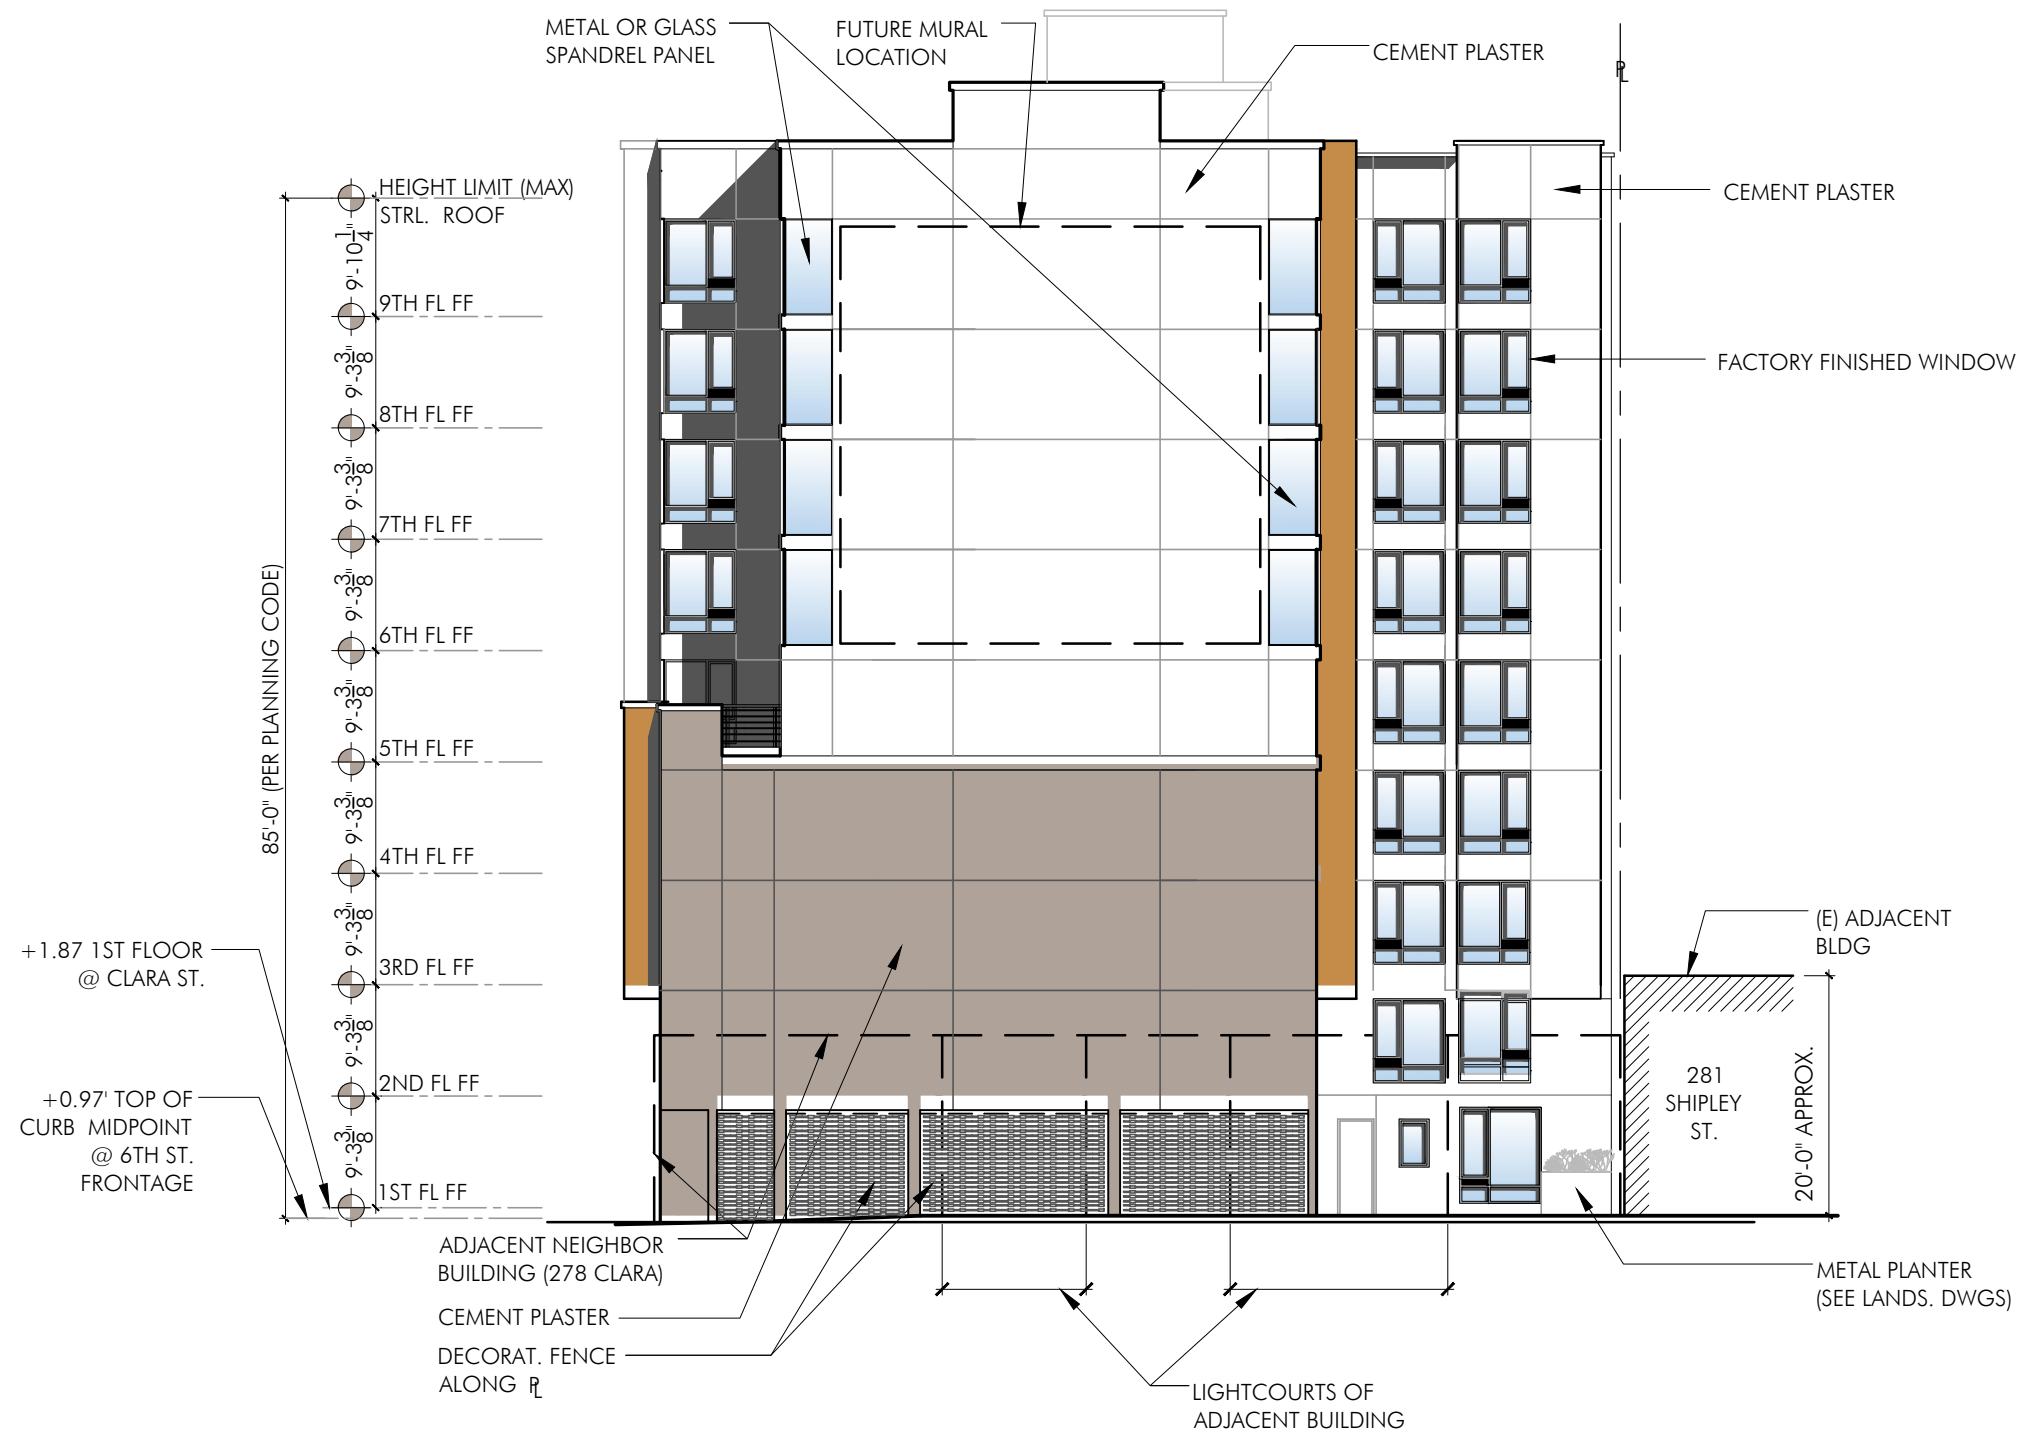 METAL OR GLASS
SPANDREL PANEL
FUTURE MURAL
LOCATION
CEMENT PLASTER
PL
HEIGHT LIMIT (MAX)
STRL. ROOF
CEMENT PLASTER
9'-10 1/4"
9TH FL FF
9'-3 3/8"
FACTORY FINISHED WINDOW
8TH FL FF
9'-3 3/8"
7TH FL FF
9'-3 3/8"
85'-0" (PER PLANNING CODE)
6TH FL FF
9'-3 3/8"
5TH FL FF
9'-3 3/8"
4TH FL FF
9'-3 3/8"
(E) ADJACENT
BLDG
+1.87 1ST FLOOR
@ CLARA ST.
3RD FL FF
9'-3 3/8"
281
SHIPLEY
ST.
20'-0" APPROX.
2ND FL FF
+0.97' TOP OF
CURB MIDPOINT
@ 6TH ST.
FRONTAGE
9'-3 3/8"
1ST FL FF
ADJACENT NEIGHBOR
BUILDING (278 CLARA)
METAL PLANTER
(SEE LANDS. DWGS)
CEMENT PLASTER
DECORAT. FENCE
ALONG PL
LIGHTCOURTS OF
ADJACENT BUILDING